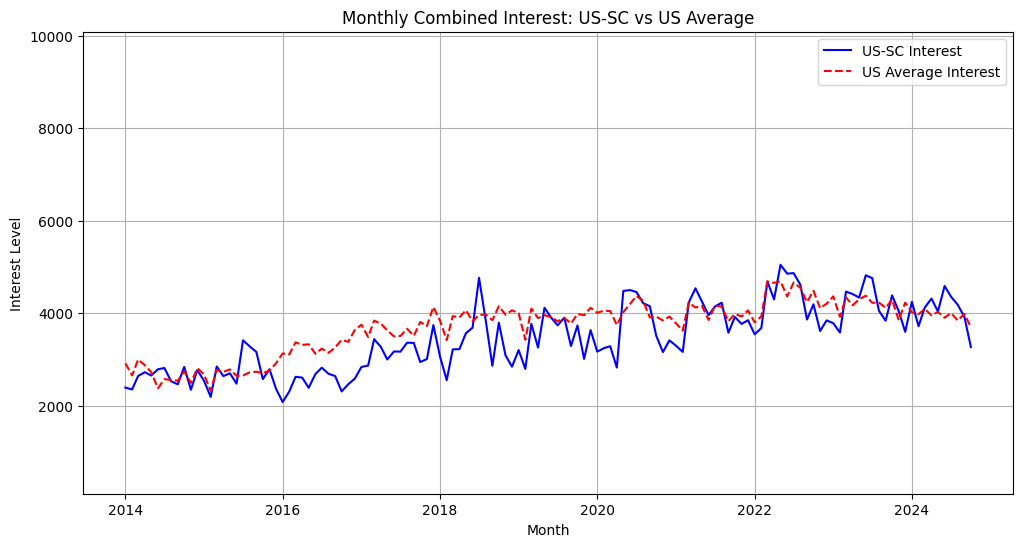 Monthly Combined Interest: US-SC vs US Average
10000
8000
6000
4000
2000
Interest Level
US-SC Interest
US Average Interest
2014
2016
2018
2020
2022
2024
Month